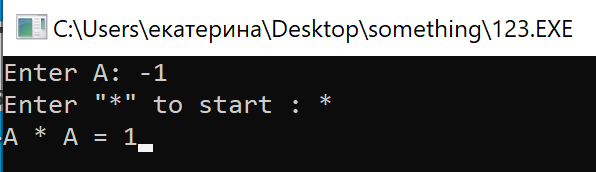 C:\Users\екатерина\Desktop\something\123.EXE
Enter A: -1
Enter "*" to start : *
A * A = 1